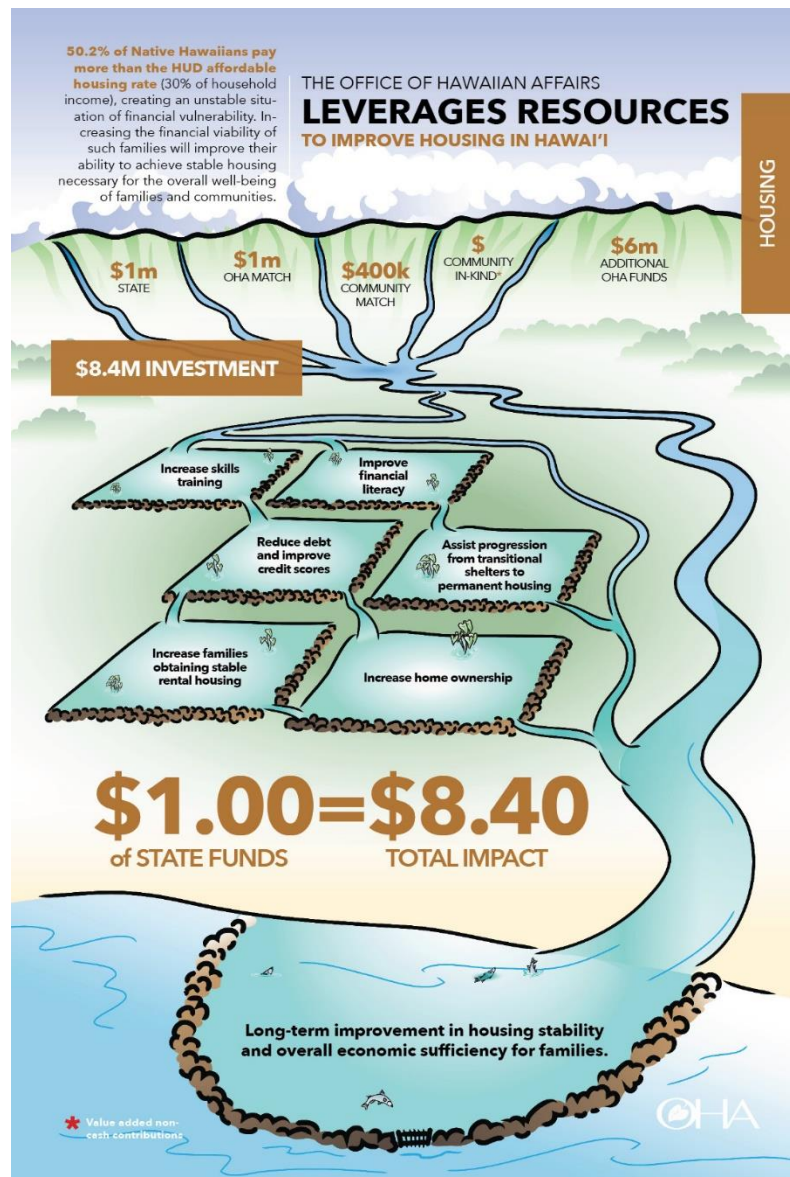 50.2% of Native Hawaiians pay
more than the HUD affordable
housing rate (30% of household
income), creating an unstable situ-
ation of financial vulnerability. In-
creasing the financial viability of
such families will improve their
ability to achieve stable housing
necessary for the overall well-being
of families and communities.
THE OFFICE OF HAWAIIAN AFFAIRS
LEVERAGES RESOURCES
TO IMPROVE HOUSING IN HAWAI'I
HOUSING
$1m
STATE
$1m
OHA MATCH
$400k
COMMUNITY
MATCH
$
COMMUNITY
IN-KIND*
$6m
ADDITIONAL
OHA FUNDS
$8.4M INVESTMENT
Increase skills
training
Improve
financial
literacy
Reduce debt
and improve
credit scores
Assist progression
from transitional
shelters to
permanent housing
Increase families
obtaining stable
rental housing
Increase home ownership
$1.00=$8.40
of STATE FUNDS
TOTAL IMPACT
Long-term improvement in housing stability
and overall economic sufficiency for families.
* Value added non-
cash contributions
OHA